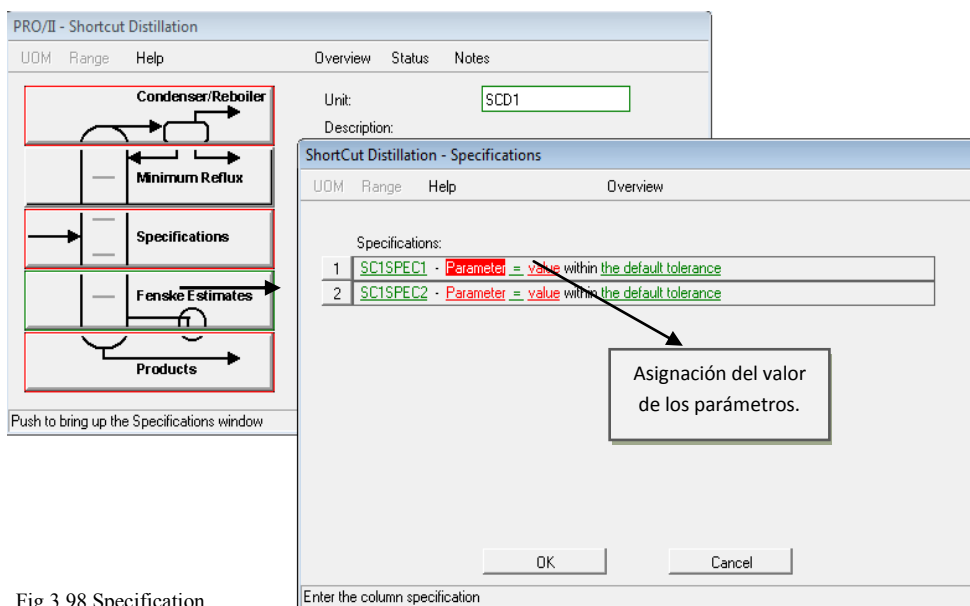 PRO/II - Shortcut Distillation
UOM Range Help Overview Status Notes
Condenser/Reboiler
Unit: SCD1
Description:
Minimum Reflux
Specifications
Fenske Estimates
Products
Push to bring up the Specifications window
ShortCut Distillation - Specifications
UOM Range Help Overview
Specifications:
1 SC1SPEC1 - Parameter = value within the default tolerance
2 SC1SPEC2 - Parameter = value within the default tolerance
Asignación del valor
de los parámetros.
OK Cancel
Enter the column specification
Fig 3.98 Specification